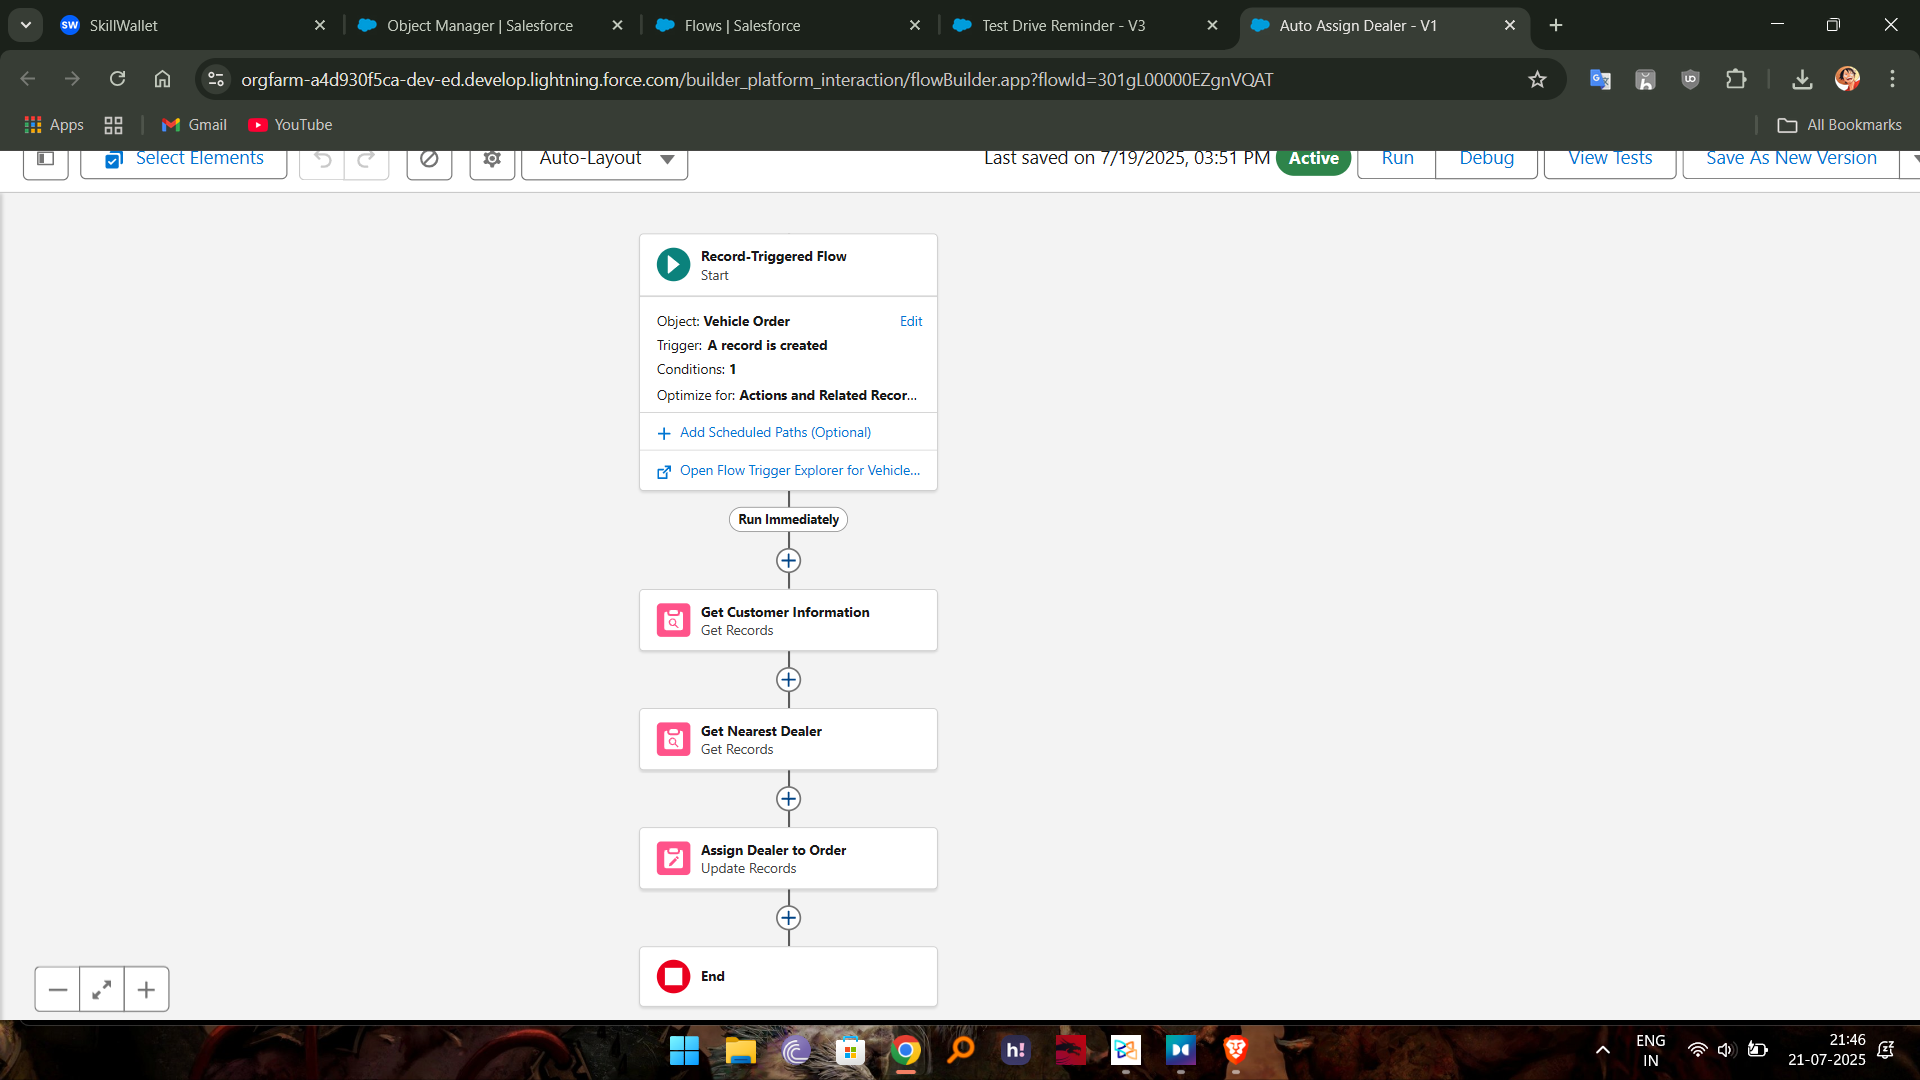 SW SkillWallet
Object Manager | Salesforce
Flows | Salesforce
Test Drive Reminder - V3
Auto Assign Dealer - V1
orgfarm-a4d930f5ca-dev-ed.develop.lightning.force.com/builder_platform_interaction/flowBuilder.app?flowId=301gL00000EZgnVQAT
Apps
Gmail
YouTube
All Bookmarks
Select Elements
Auto-Layout
Last saved on 7/19/2025, 03:51 PM
Active
Run
Debug
View Tests
Save As New Version
Record-Triggered Flow
Start
Object: Vehicle Order
Edit
Trigger: A record is created
Conditions: 1
Optimize for: Actions and Related Recor...
Add Scheduled Paths (Optional)
Open Flow Trigger Explorer for Vehicle...
Run Immediately
Get Customer Information
Get Records
Get Nearest Dealer
Get Records
Assign Dealer to Order
Update Records
End
h!
ENG
IN
21:46
21-07-2025